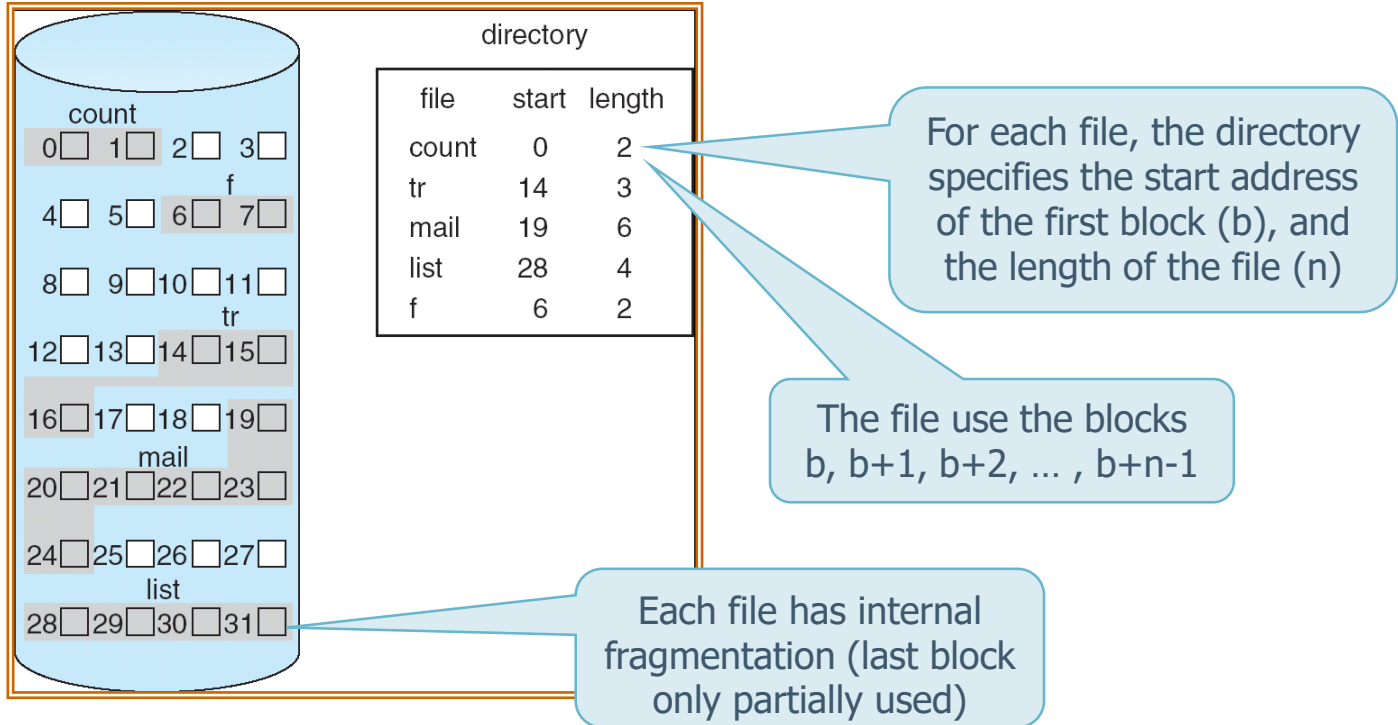 directory
file start length
count 0 2
tr 14 3
mail 19 6
list 28 4
f 6 2
count
0 1 2 3
f
4 5 6 7
8 9 10 11
tr
12 13 14 15
16 17 18 19
mail
20 21 22 23
24 25 26 27
list
28 29 30 31
For each file, the directory
specifies the start address
of the first block (b), and
the length of the file (n)
The file use the blocks
b, b+1, b+2, ... , b+n-1
Each file has internal
fragmentation (last block
only partially used)